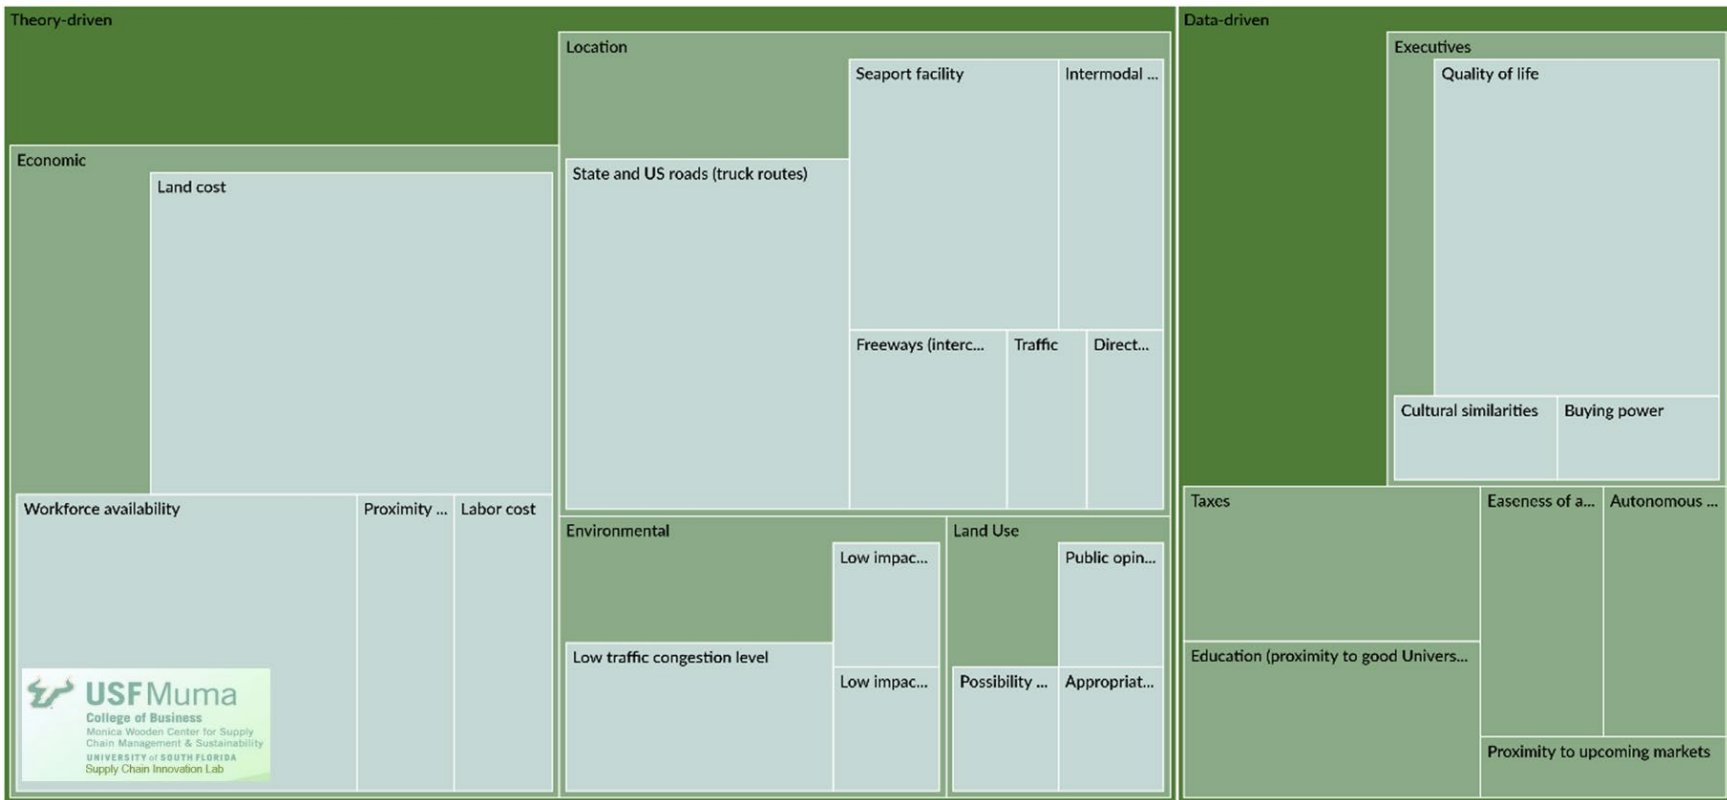 Theory-driven
Economic
Land cost
Workforce availability
Proximity ...
Labor cost
USF Muma
College of Business
Monica Wooden Center for Supply
Chain Management & Sustainability
UNIVERSITY of SOUTH FLORIDA
Supply Chain Innovation Lab
Location
State and US roads (truck routes)
Seaport facility
Intermodal ...
Freeways (interc...
Traffic
Direct...
Environmental
Low traffic congestion level
Low impac...
Low impac...
Land Use
Public opin...
Possibility ...
Appropriat...
Data-driven
Executives
Quality of life
Cultural similarities
Buying power
Taxes
Education (proximity to good Univers...
Easeness of a...
Autonomous ...
Proximity to upcoming markets